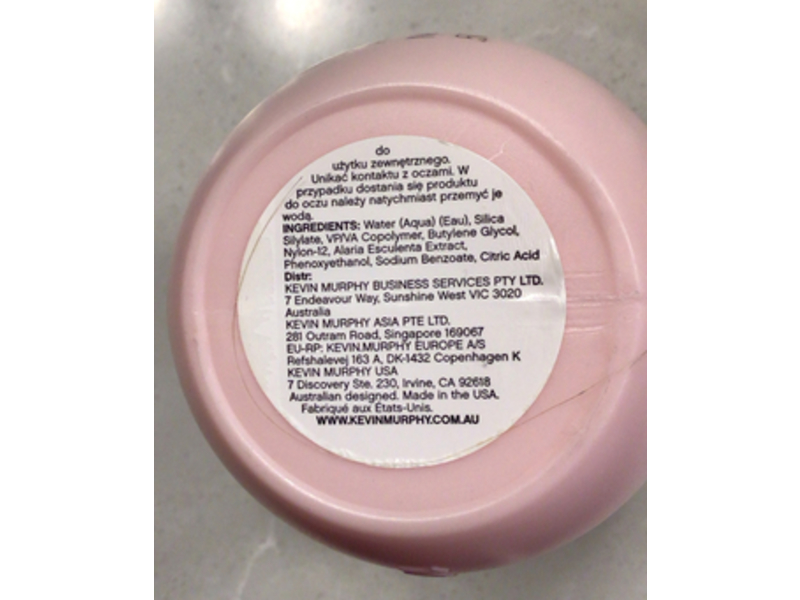 do
użytku zewnętrznego.
Unikać kontaktu z oczami. W
przypadku dostania się produktu
do oczu należy natychmiast przemyć je
wodą.
INGREDIENTS: Water (Aqua) (Eau), Silica
Silylate, VP/VA Copolymer, Butylene Glycol,
Nylon-12, Alaria Esculenta Extract,
Phenoxyethanol, Sodium Benzoate, Citric Acid
Distr:
KEVIN MURPHY BUSINESS SERVICES PTY LTD.
7 Endeavour Way, Sunshine West VIC 3020
Australia
KEVIN MURPHY ASIA PTE LTD.
281 Outram Road, Singapore 169067
EU-RP: KEVIN.MURPHY EUROPE A/S
Refshalevej 163 A, DK-1432 Copenhagen K
KEVIN MURPHY USA
7 Discovery Ste. 230, Irvine, CA 92618
Australian designed. Made in the USA.
Fabriqué aux États-Unis.
WWW.KEVINMURPHY.COM.AU